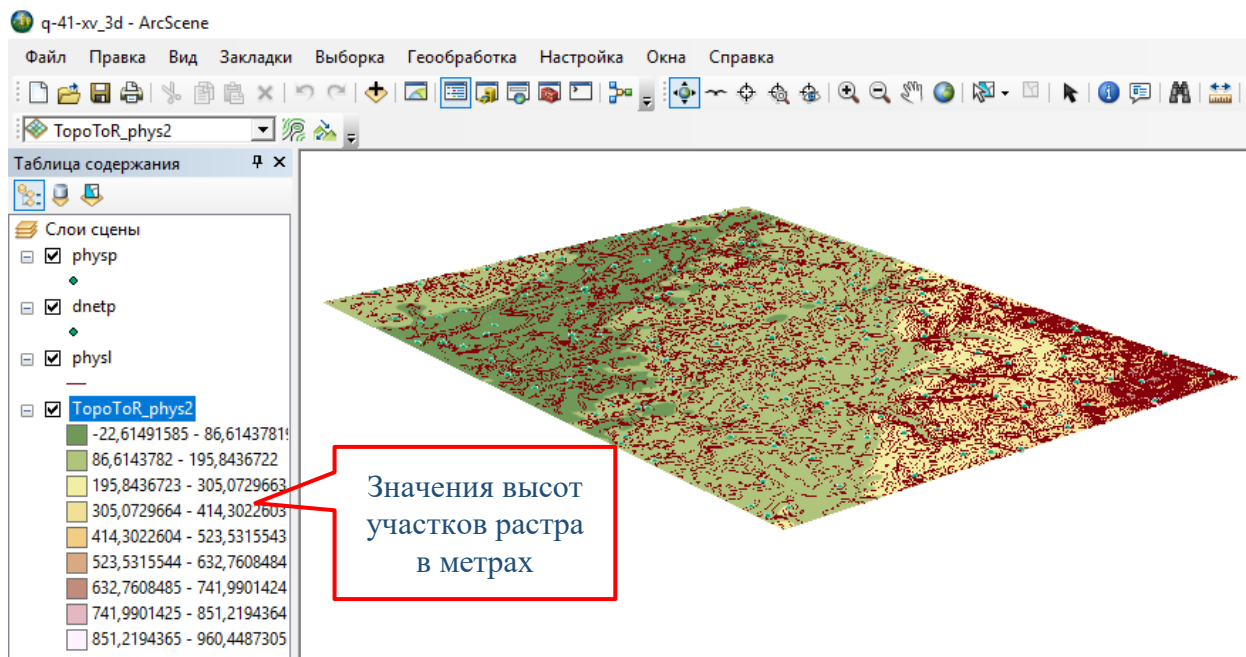 q-41-xv_3d - ArcScene
Файл Правка Вид Закладки Выборка Геообработка Настройка Окна Справка
TopoToR_phys2
Таблица содержания
Слои сцены
physp
dnetp
physl
TopoToR_phys2
-22,61491585 - 86,61437819
86,6143782 - 195,8436722
195,8436723 - 305,0729663
305,0729664 - 414,3022603
414,3022604 - 523,5315543
523,5315544 - 632,7608484
632,7608485 - 741,9901424
741,9901425 - 851,2194364
851,2194365 - 960,4487305
Значения высот
участков растра
в метрах